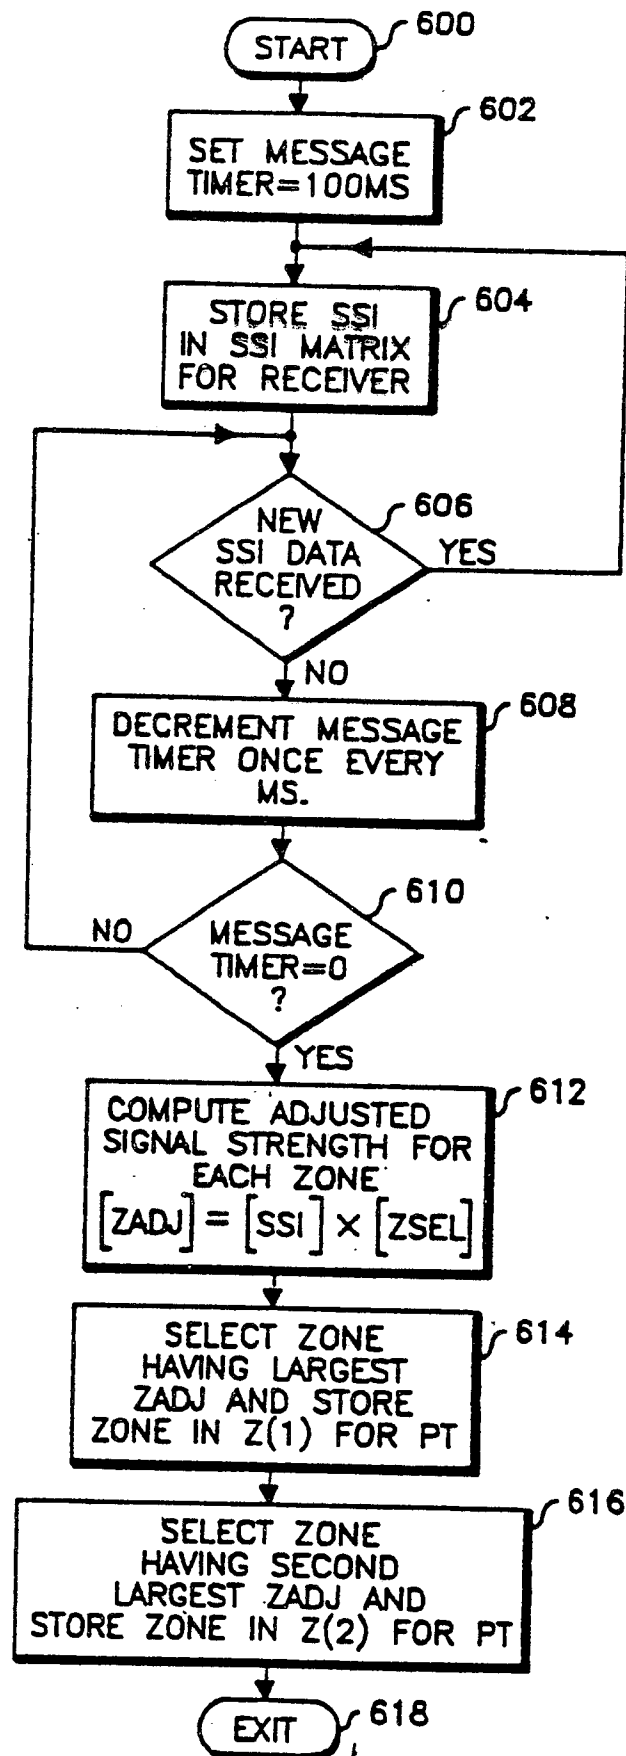 START
600
602
SET MESSAGE
TIMER=100MS
604
STORE SSI
IN SSI MATRIX
FOR RECEIVER
606
NEW
SSI DATA
RECEIVED
?
YES
NO
608
DECREMENT MESSAGE
TIMER ONCE EVERY
MS.
610
NO
MESSAGE
TIMER=0
?
YES
612
COMPUTE ADJUSTED
SIGNAL STRENGTH FOR
EACH ZONE
[ZADJ] = [SSI] × [ZSEL]
614
SELECT ZONE
HAVING LARGEST
ZADJ AND STORE
ZONE IN Z(1) FOR PT
616
SELECT ZONE
HAVING SECOND
LARGEST ZADJ AND
STORE ZONE IN Z(2) FOR PT
EXIT
618